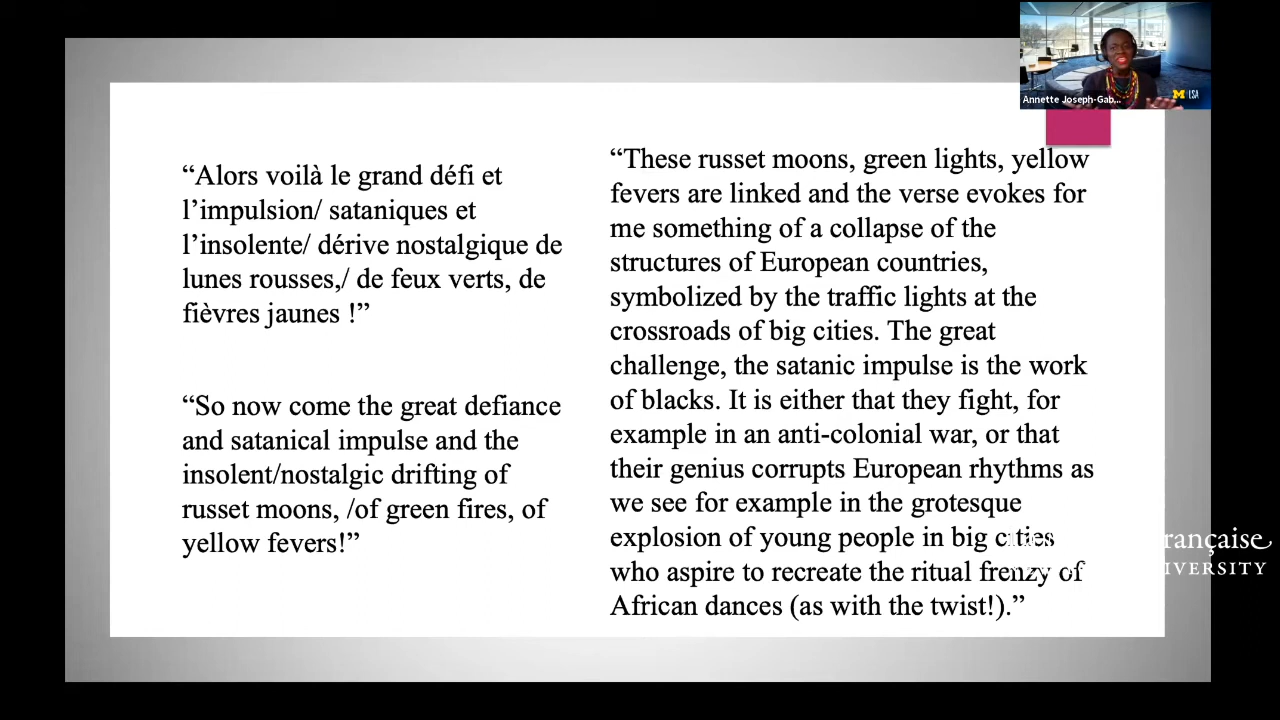 “Alors voilà le grand défi et
l’impulsion/ sataniques et
l’insolente/ dérive nostalgique de
lunes rousses,/ de feux verts, de
fièvres jaunes !”
“So now come the great defiance
and satanical impulse and the
insolent/nostalgic drifting of
russet moons, /of green fires, of
yellow fevers!”
“These russet moons, green lights, yellow
fevers are linked and the verse evokes for
me something of a collapse of the
structures of European countries,
symbolized by the traffic lights at the
crossroads of big cities. The great
challenge, the satanic impulse is the work
of blacks. It is either that they fight, for
example in an anti-colonial war, or that
their genius corrupts European rhythms as
we see for example in the grotesque
explosion of young people in big cities
who aspire to recreate the ritual frenzy of
African dances (as with the twist!).”
Annette Joseph-Gab...
M LSA
rançaise
IVERSITY